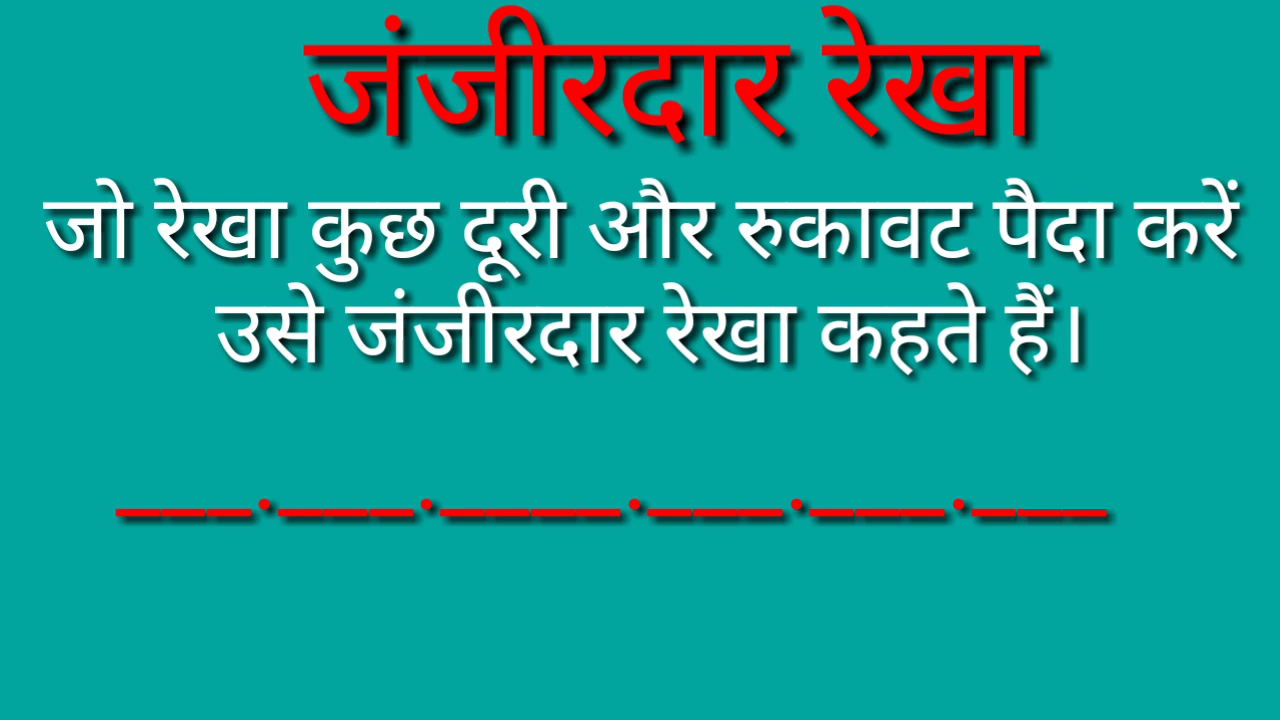 जंजीरदार रेखा
जो रेखा कुछ दूरी और रुकावट पैदा करें
उसे जंजीरदार रेखा कहते हैं।